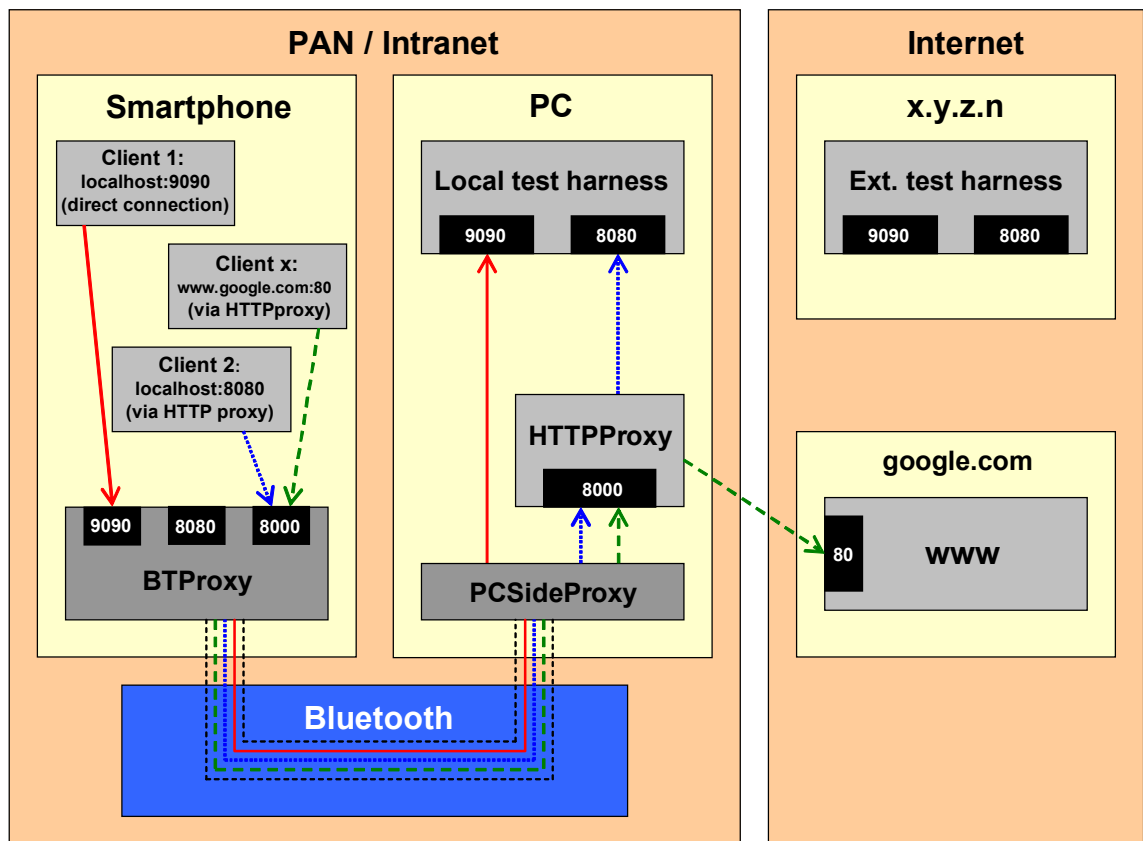 PAN / Intranet
Smartphone
Client 1:
localhost:9090
(direct connection)
Client x:
www.google.com:80
(via HTTPproxy)
Client 2:
localhost:8080
(via HTTP proxy)
9090
8080
8000
BTProxy
PC
Local test harness
9090
8080
HTTPProxy
8000
PCSideProxy
Bluetooth
Internet
x.y.z.n
Ext. test harness
9090
8080
google.com
80
www